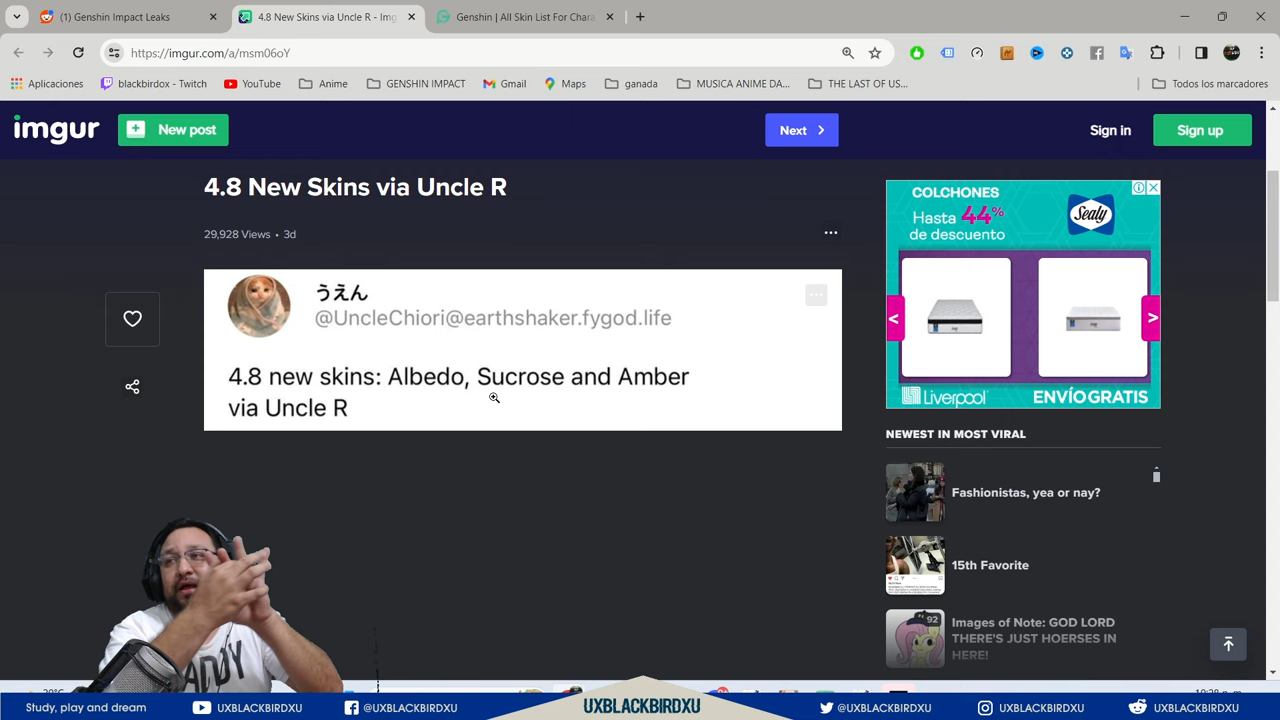 (1) Genshin Impact Leaks
4.8 New Skins via Uncle R - Img
Genshin | All Skin List For Chara
https://imgur.com/a/msm06oY
Aplicaciones
blackbirdox - Twitch
YouTube
Anime
GENSHIN IMPACT
Gmail
Maps
ganada
MUSICA ANIME DA...
THE LAST OF US...
Todos los marcadores
imgur
New post
Next
Sign in
Sign up
4.8 New Skins via Uncle R
29,928 Views • 3d
うえん
@UncleChiori@earthshaker.fygod.life
4.8 new skins: Albedo, Sucrose and Amber
via Uncle R
COLCHONES
Hasta 44%
de descuento
Sealy
Liverpool
ENVÍO GRATIS
NEWEST IN MOST VIRAL
Fashionistas, yea or nay?
15th Favorite
92
Images of Note: GOD LORD
THERE'S JUST HOERSES IN
HERE!
Study, play and dream
UXBLACKBIRDXU
UXBLACKBIRDXU
UXBLACKBIRDXU
@UXBLACKBIRDXU
UXBLACKBIRDXU
UXBLACKBIRDXU